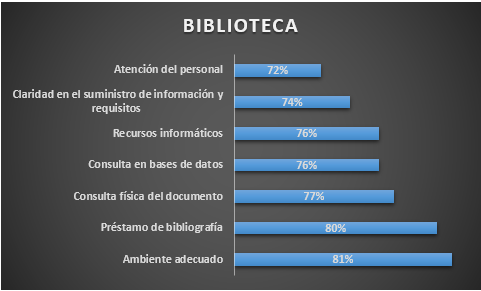 BIBLIOTECA
Atención del personal
72%
Claridad en el suministro de información y
requisitos
74%
Recursos informáticos
76%
Consulta en bases de datos
76%
Consulta física del documento
77%
Préstamo de bibliografía
80%
Ambiente adecuado
81%